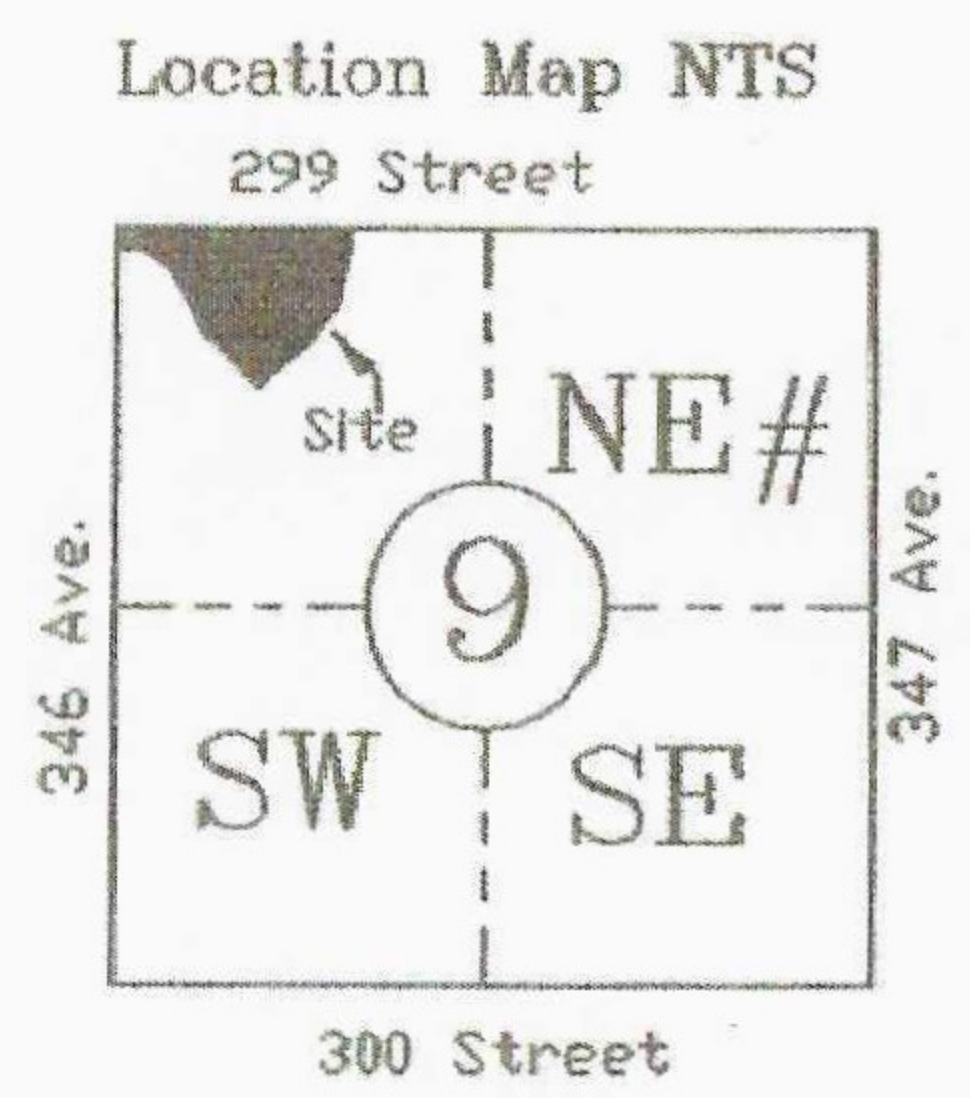 Location Map NTS
299 Street
Site
NE #
346 Ave.
9
347 Ave.
SW
SE
300 Street